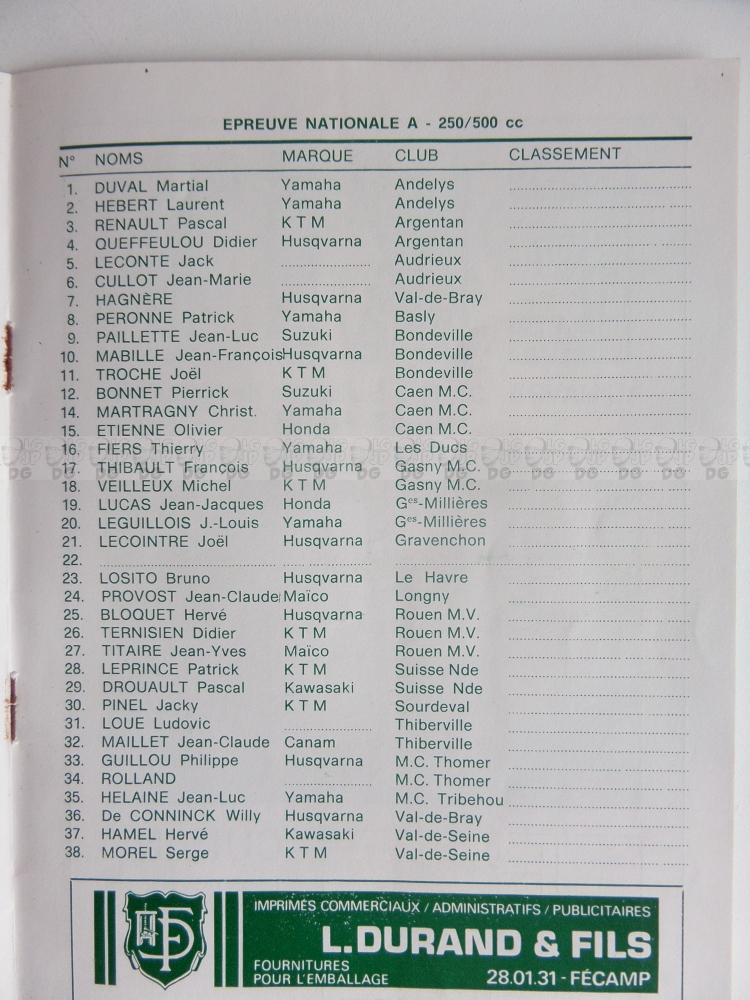 EPREUVE NATIONALE A - 250/500 cc
N° NOMS MARQUE CLUB CLASSEMENT
1. DUVAL Martial Yamaha Andelys
2. HEBERT Laurent Yamaha Andelys
3. RENAULT Pascal K T M Argentan
4. QUEFFEULOU Didier Husqvarna Argentan
5. LECONTE Jack Audrieux
6. CULLOT Jean-Marie Audrieux
7. HAGNÈRE Husqvarna Val-de-Bray
8. PERONNE Patrick Yamaha Basly
9. PAILLETTE Jean-Luc Suzuki Bondeville
10. MABILLE Jean-François Husqvarna Bondeville
11. TROCHE Joël K T M Bondeville
12. BONNET Pierrick Suzuki Caen M.C.
14. MARTRAGNY Christ. Yamaha Caen M.C.
15. ETIENNE Olivier Honda Caen M.C.
16. FIERS Thierry Yamaha Les Ducs
17. THIBAULT François Husqvarna Gasny M.C.
18. VEILLEUX Michel K T M Gasny M.C.
19. LUCAS Jean-Jacques Honda Ges-Millières
20. LEGUILLOIS J.-Louis Yamaha Ges-Millières
21. LECOINTRE Joël Husqvarna Gravenchon
22.
23. LOSITO Bruno Husqvarna Le Havre
24. PROVOST Jean-Claude Maïco Longny
25. BLOQUET Hervé Husqvarna Rouen M.V.
26. TERNISIEN Didier K T M Rouen M.V.
27. TITAIRE Jean-Yves Maïco Rouen M.V.
28. LEPRINCE Patrick K T M Suisse Nde
29. DROUAULT Pascal Kawasaki Suisse Nde
30. PINEL Jacky K T M Sourdeval
31. LOUE Ludovic Thiberville
32. MAILLET Jean-Claude Canam Thiberville
33. GUILLOU Philippe Husqvarna M.C. Thomer
34. ROLLAND M.C. Thomer
35. HELAINE Jean-Luc Yamaha M.C. Tribehou
36. De CONNINCK Willy Husqvarna Val-de-Bray
37. HAMEL Hervé Kawasaki Val-de-Seine
38. MOREL Serge K T M Val-de-Seine
IMPRIMÉS COMMERCIAUX / ADMINISTRATIFS / PUBLICITAIRES
L.DURAND & FILS
FOURNITURES
POUR L'EMBALLAGE
28.01.31 - FÉCAMP